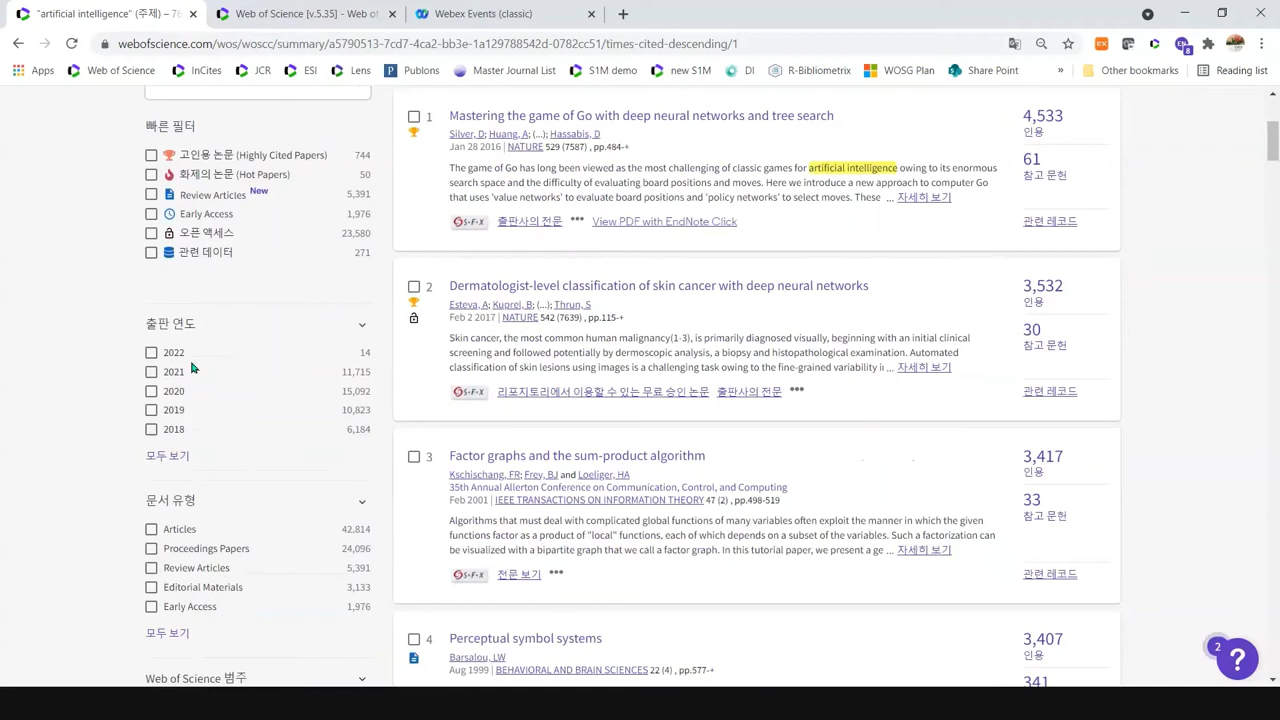 "artificial intelligence" (주제) – 76
Web of Science [v.5.35] - Web of
Webex Events (classic)
webofscience.com/wos/woscc/summary/a5790513-7cd7-4ca2-bb3e-1a129788542d-0782cc51/times-cited-descending/1
Apps
Web of Science
InCites
JCR
ESI
Lens
Publons
Master Journal List
S1M demo
new S1M
DI
R-Bibliometrix
WOSG Plan
Share Point
»
Other bookmarks
Reading list
빠른 필터
고인용 논문 (Highly Cited Papers) 744
화제의 논문 (Hot Papers) 50
Review Articles New 5,391
Early Access 1,976
오픈 액세스 23,580
관련 데이터 271
출판 연도
2022 14
2021 11,715
2020 15,092
2019 10,823
2018 6,184
모두 보기
문서 유형
Articles 42,814
Proceedings Papers 24,096
Review Articles 5,391
Editorial Materials 3,133
Early Access 1,976
모두 보기
Web of Science 범주
1 Mastering the game of Go with deep neural networks and tree search
Silver, D; Huang, A; (...); Hassabis, D
Jan 28 2016 | NATURE 529 (7587) , pp.484-+
The game of Go has long been viewed as the most challenging of classic games for artificial intelligence owing to its enormous
search space and the difficulty of evaluating board positions and moves. Here we introduce a new approach to computer Go
that uses 'value networks' to evaluate board positions and 'policy networks' to select moves. These ... 자세히 보기
S·F·X 출판사의 전문 ••• View PDF with EndNote Click
4,533
인용
61
참고 문헌
관련 레코드
2 Dermatologist-level classification of skin cancer with deep neural networks
Esteva, A; Kuprel, B; (...); Thrun, S
Feb 2 2017 | NATURE 542 (7639) , pp.115-+
Skin cancer, the most common human malignancy(1-3), is primarily diagnosed visually, beginning with an initial clinical
screening and followed potentially by dermoscopic analysis, a biopsy and histopathological examination. Automated
classification of skin lesions using images is a challenging task owing to the fine-grained variability i ... 자세히 보기
S·F·X 리포지토리에서 이용할 수 있는 무료 승인 논문 출판사의 전문 •••
3,532
인용
30
참고 문헌
관련 레코드
3 Factor graphs and the sum-product algorithm
Kschischang, FR; Frey, BJ and Loeliger, HA
35th Annual Allerton Conference on Communication, Control, and Computing
Feb 2001 | IEEE TRANSACTIONS ON INFORMATION THEORY 47 (2) , pp.498-519
Algorithms that must deal with complicated global functions of many variables often exploit the manner in which the given
functions factor as a product of "local" functions, each of which depends on a subset of the variables. Such a factorization can
be visualized with a bipartite graph that we call a factor graph. In this tutorial paper, we present a ge ... 자세히 보기
S·F·X 전문 보기 •••
3,417
인용
33
참고 문헌
관련 레코드
4 Perceptual symbol systems
Barsalou, LW
Aug 1999 | BEHAVIORAL AND BRAIN SCIENCES 22 (4) , pp.577-+
3,407
인용
341
2
?